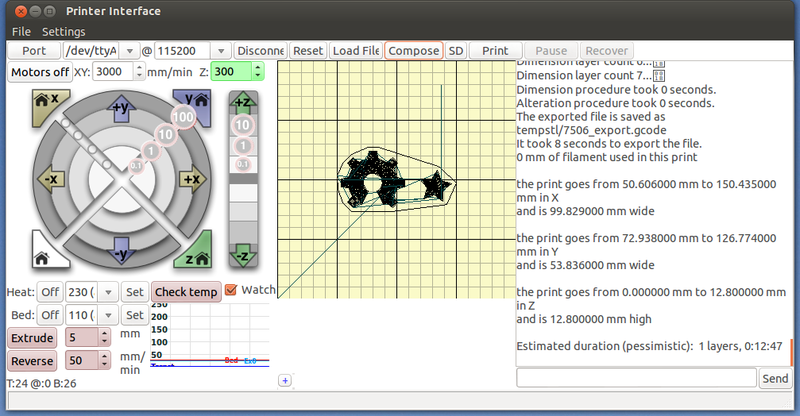 Printer Interface
File Settings
Port /dev/ttyA @ 115200 Disconne Reset Load File Compose SD Print Pause Recover
Motors off XY: 3000 mm/min Z: 300
x y +y +z
100
10 10
1 1
0.1 0.1
-x +x
-y z -z
Heat: Off 230 ( Set Check temp Watch
Bed: Off 110 ( Set
Extrude 5 mm
Reverse 50 mm/
min
250
200
150
100
50
Bed Ex0
Target
T:24 @:0 B:26
+
Dimension layer count 6...
Dimension layer count 7...
Dimension procedure took 0 seconds.
Alteration procedure took 0 seconds.
The exported file is saved as
tempstl/7506_export.gcode
It took 8 seconds to export the file.
0 mm of filament used in this print
the print goes from 50.606000 mm to 150.435000
mm in X
and is 99.829000 mm wide
the print goes from 72.938000 mm to 126.774000
mm in Y
and is 53.836000 mm wide
the print goes from 0.000000 mm to 12.800000 mm
in Z
and is 12.800000 mm high
Estimated duration (pessimistic): 1 layers, 0:12:47
Send